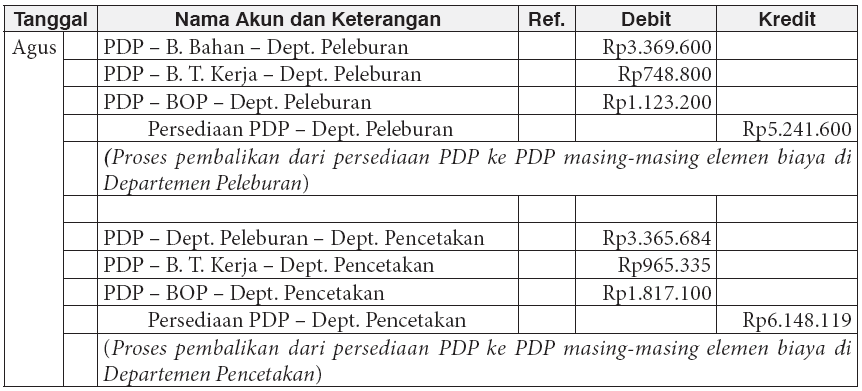 Tanggal Nama Akun dan Keterangan Ref. Debit Kredit
Agus PDP – B. Bahan – Dept. Peleburan Rp3.369.600
PDP – B. T. Kerja – Dept. Peleburan Rp748.800
PDP – BOP – Dept. Peleburan Rp1.123.200
Persediaan PDP – Dept. Peleburan Rp5.241.600
(Proses pembalikan dari persediaan PDP ke PDP masing-masing elemen biaya di
Departemen Peleburan)
PDP – Dept. Peleburan – Dept. Pencetakan Rp3.365.684
PDP – B. T. Kerja – Dept. Pencetakan Rp965.335
PDP – BOP – Dept. Pencetakan Rp1.817.100
Persediaan PDP – Dept. Pencetakan Rp6.148.119
(Proses pembalikan dari persediaan PDP ke PDP masing-masing elemen biaya di
Departemen Pencetakan)